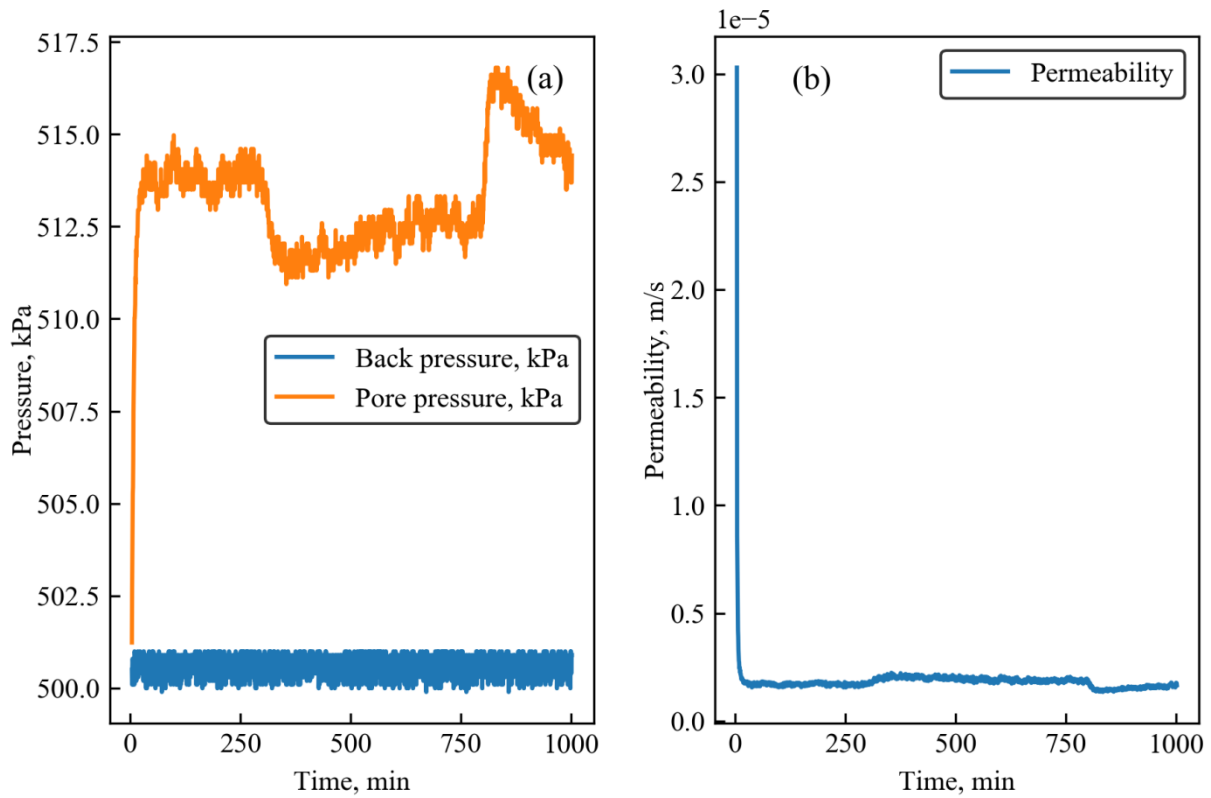 517.5
515.0
512.5
510.0
507.5
505.0
502.5
500.0
Pressure, kPa
(a)
Back pressure, kPa
Pore pressure, kPa
0 250 500 750 1000
Time, min
1e−5
3.0
2.5
2.0
1.5
1.0
0.5
0.0
Permeability, m/s
(b)
Permeability
0 250 500 750 1000
Time, min